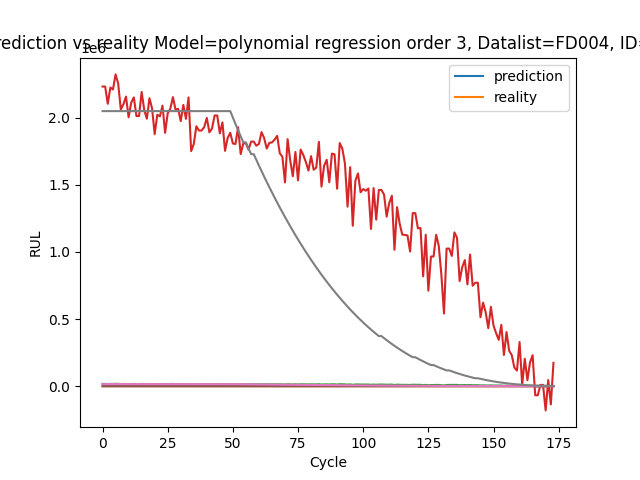 rediction vs reality Model=polynomial regression order 3, Datalist=FD004, ID=
1e6
prediction
reality
2.0
1.5
1.0
0.5
0.0
RUL
0 25 50 75 100 125 150 175
Cycle